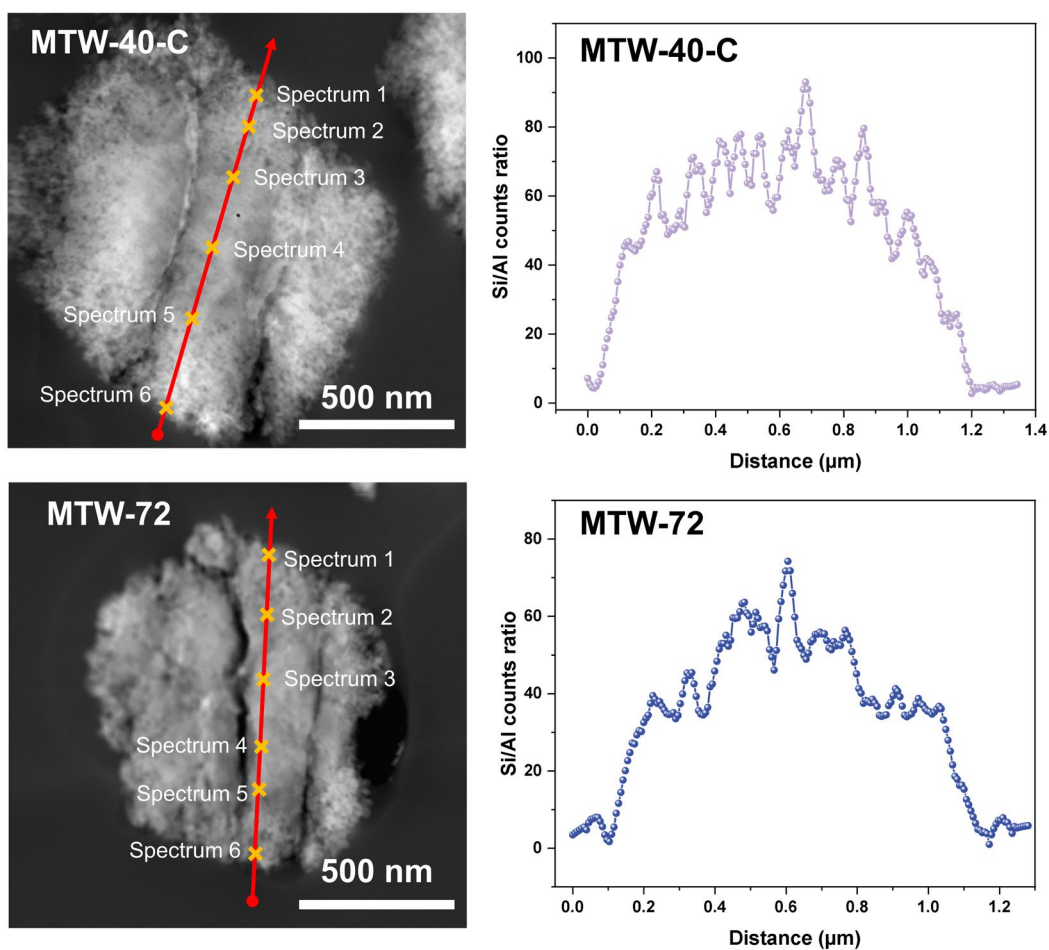 MTW-40-C
Spectrum 1
Spectrum 2
Spectrum 3
Spectrum 4
Spectrum 5
Spectrum 6
500 nm
MTW-40-C
Si/Al counts ratio
100
80
60
40
20
0
0.0 0.2 0.4 0.6 0.8 1.0 1.2 1.4
Distance (µm)
MTW-72
Spectrum 1
Spectrum 2
Spectrum 3
Spectrum 4
Spectrum 5
Spectrum 6
500 nm
MTW-72
Si/Al counts ratio
80
60
40
20
0
0.0 0.2 0.4 0.6 0.8 1.0 1.2
Distance (µm)